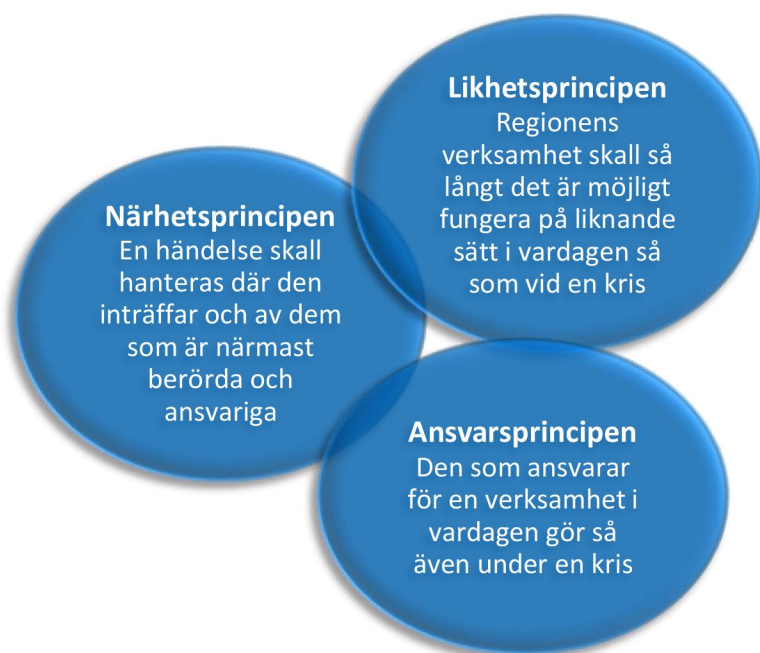 Likhetsprincipen
Regionens
verksamhet skall så
långt det är möjligt
fungera på liknande
sätt i vardagen så
som vid en kris
Närhetsprincipen
En händelse skall
hanteras där den
inträffar och av dem
som är närmast
berörda och
ansvariga
Ansvarsprincipen
Den som ansvarar
för en verksamhet i
vardagen gör så
även under en kris